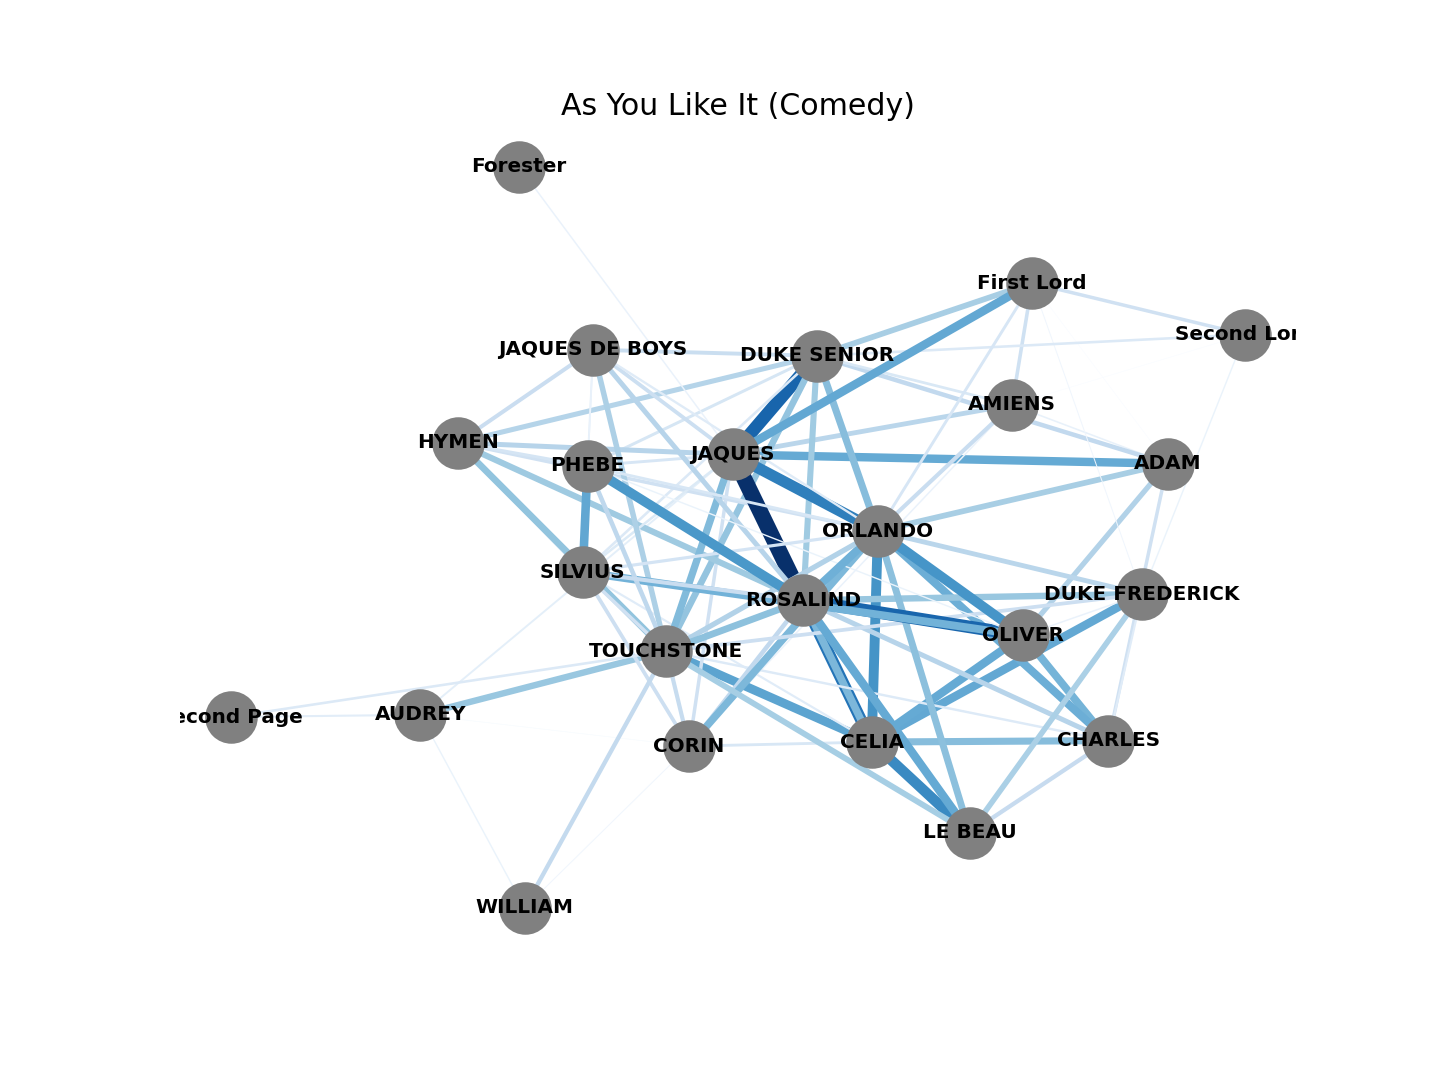 As You Like It (Comedy)
Forester
First Lord
Second Lor
JAQUES DE BOYS
DUKE SENIOR
AMIENS
HYMEN
JAQUES
PHEBE
ADAM
ORLANDO
SILVIUS
ROSALIND
DUKE FREDERICK
OLIVER
TOUCHSTONE
econd Page
AUDREY
CORIN
CELIA
CHARLES
LE BEAU
WILLIAM